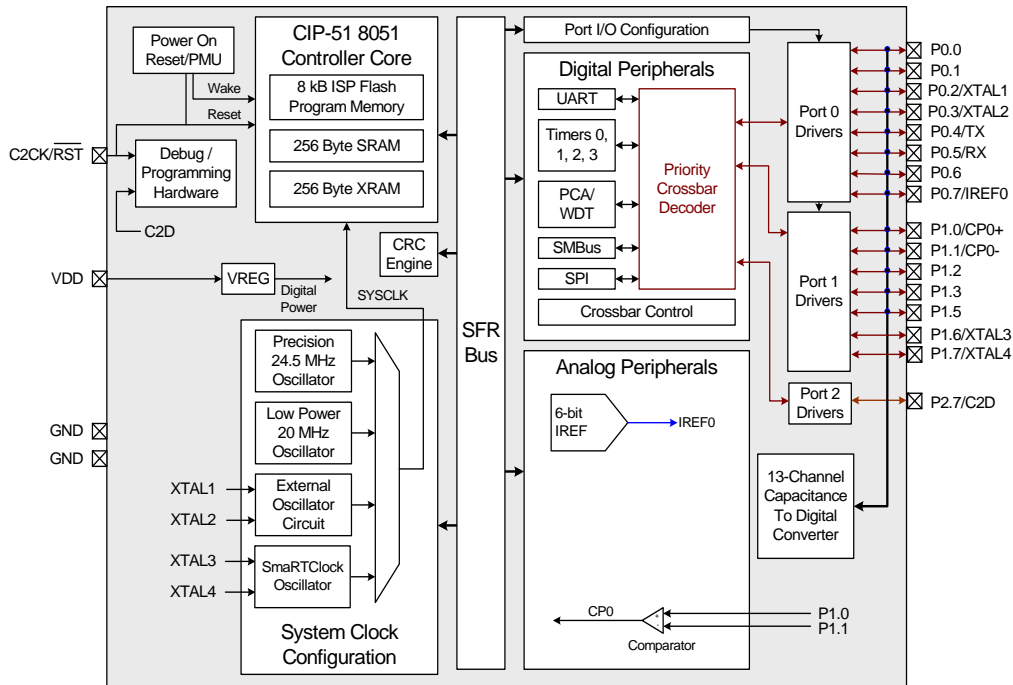 Power On
Reset/PMU
Wake
Reset
C2CK/RST
Debug /
Programming
Hardware
C2D
VDD
VREG
Digital
Power
GND
GND
CIP-51 8051
Controller Core
8 kB ISP Flash
Program Memory
256 Byte SRAM
256 Byte XRAM
CRC
Engine
SYSCLK
Precision
24.5 MHz
Oscillator
Low Power
20 MHz
Oscillator
XTAL1
XTAL2
External
Oscillator
Circuit
XTAL3
XTAL4
SmaRTClock
Oscillator
System Clock
Configuration
SFR
Bus
Port I/O Configuration
Digital Peripherals
UART
Timers 0,
1, 2, 3
PCA/
WDT
SMBus
SPI
Priority
Crossbar
Decoder
Crossbar Control
Analog Peripherals
6-bit
IREF
IREF0
CP0
+
-
Comparator
P1.0
P1.1
Port 0
Drivers
Port 1
Drivers
Port 2
Drivers
13-Channel
Capacitance
To Digital
Converter
P0.0
P0.1
P0.2/XTAL1
P0.3/XTAL2
P0.4/TX
P0.5/RX
P0.6
P0.7/IREF0
P1.0/CP0+
P1.1/CP0-
P1.2
P1.3
P1.5
P1.6/XTAL3
P1.7/XTAL4
P2.7/C2D